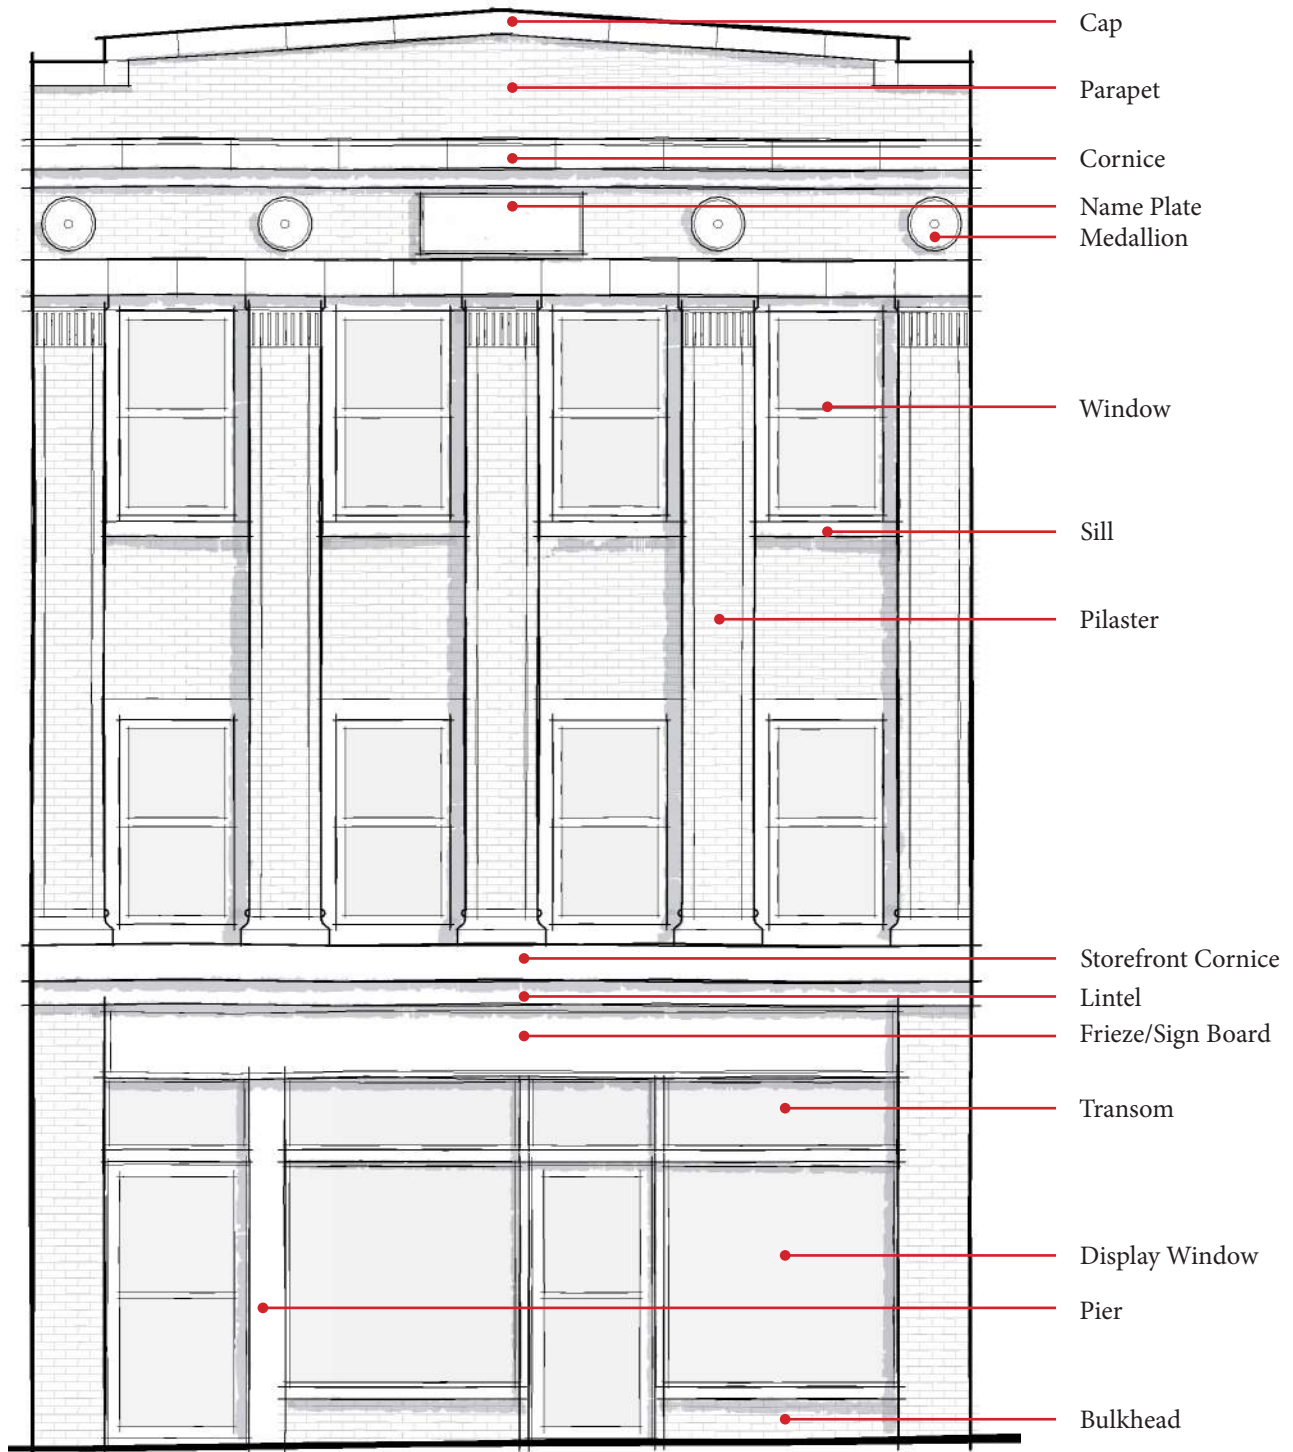 Cap
Parapet
Cornice
Name Plate
Medallion
Window
Sill
Pilaster
Storefront Cornice
Lintel
Frieze/Sign Board
Transom
Display Window
Pier
Bulkhead